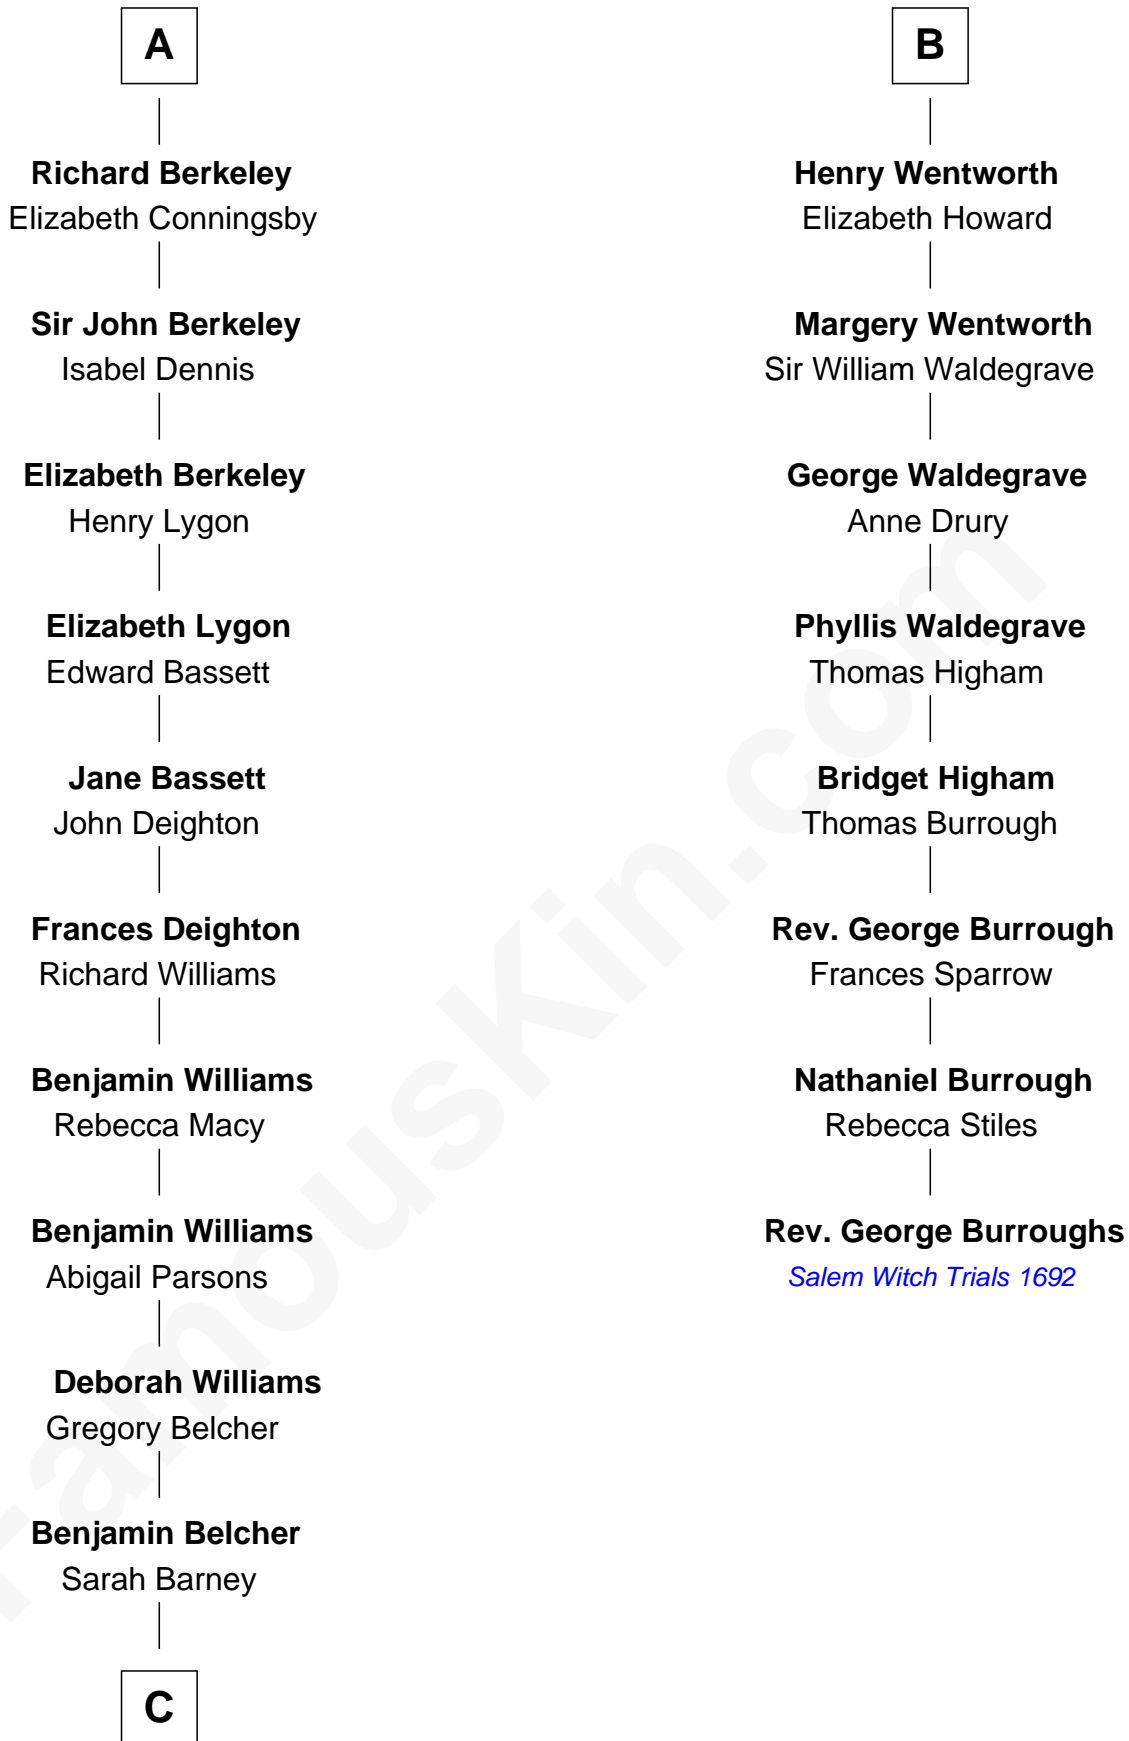 A
Richard Berkeley
Elizabeth Conningsby
Sir John Berkeley
Isabel Dennis
Elizabeth Berkeley
Henry Lygon
Elizabeth Lygon
Edward Bassett
Jane Bassett
John Deighton
Frances Deighton
Richard Williams
Benjamin Williams
Rebecca Macy
Benjamin Williams
Abigail Parsons
Deborah Williams
Gregory Belcher
Benjamin Belcher
Sarah Barney
C
B
Henry Wentworth
Elizabeth Howard
Margery Wentworth
Sir William Waldegrave
George Waldegrave
Anne Drury
Phyllis Waldegrave
Thomas Higham
Bridget Higham
Thomas Burrough
Rev. George Burrough
Frances Sparrow
Nathaniel Burrough
Rebecca Stiles
Rev. George Burroughs
Salem Witch Trials 1692
FamousKin.com